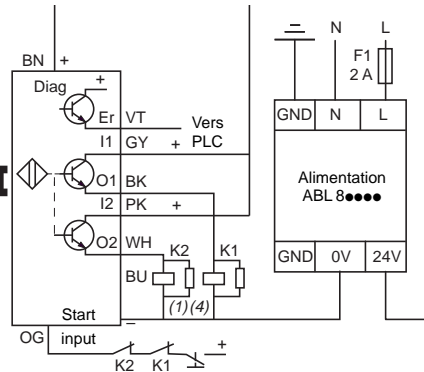 N L
BN +
F1
2 A
Diag +
GND N L
Er VT Vers
PLC
I1 GY +
Alimentation
ABL 8●●●●
O1 BK
I2 PK +
O2 WH K2 K1
GND 0V 24V
BU
(1) (4)
Start
input –
OG +
K2 K1